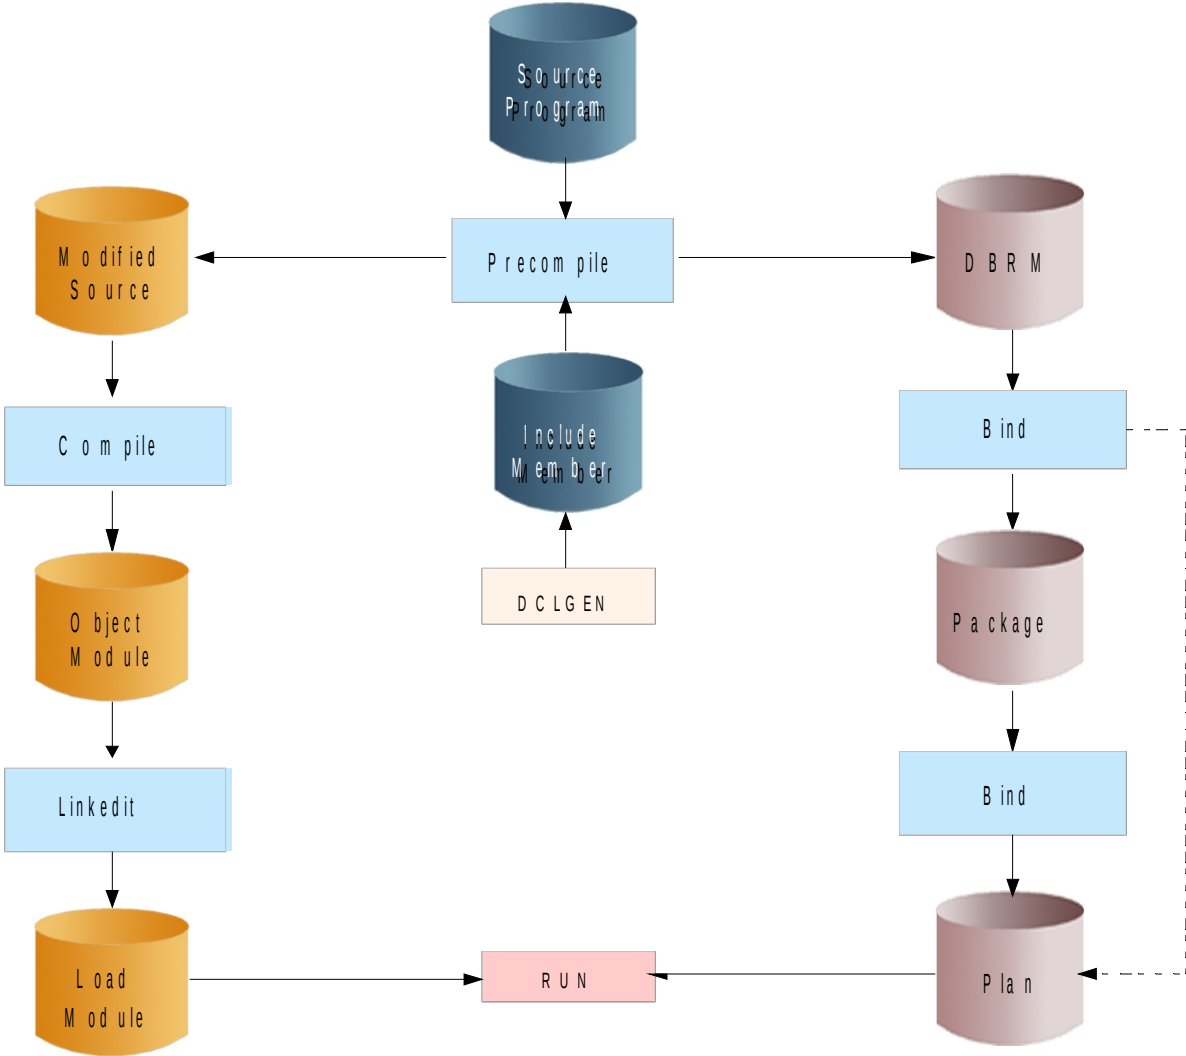 Source
Program
Modified
Source
Precompile
DBRM
Compile
Include
Member
Bind
Object
Module
DCLGEN
Package
Linkedit
Bind
Load
Module
RUN
Plan